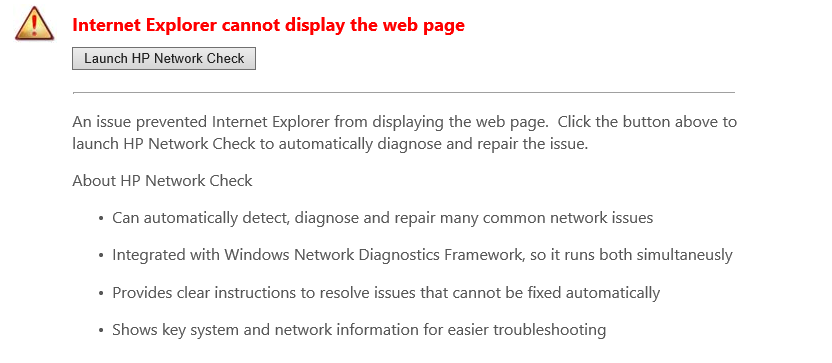 Internet Explorer cannot display the web page
Launch HP Network Check
An issue prevented Internet Explorer from displaying the web page.  Click the button above to
launch HP Network Check to automatically diagnose and repair the issue.
About HP Network Check
• Can automatically detect, diagnose and repair many common network issues
• Integrated with Windows Network Diagnostics Framework, so it runs both simultaneusly
• Provides clear instructions to resolve issues that cannot be fixed automatically
• Shows key system and network information for easier troubleshooting